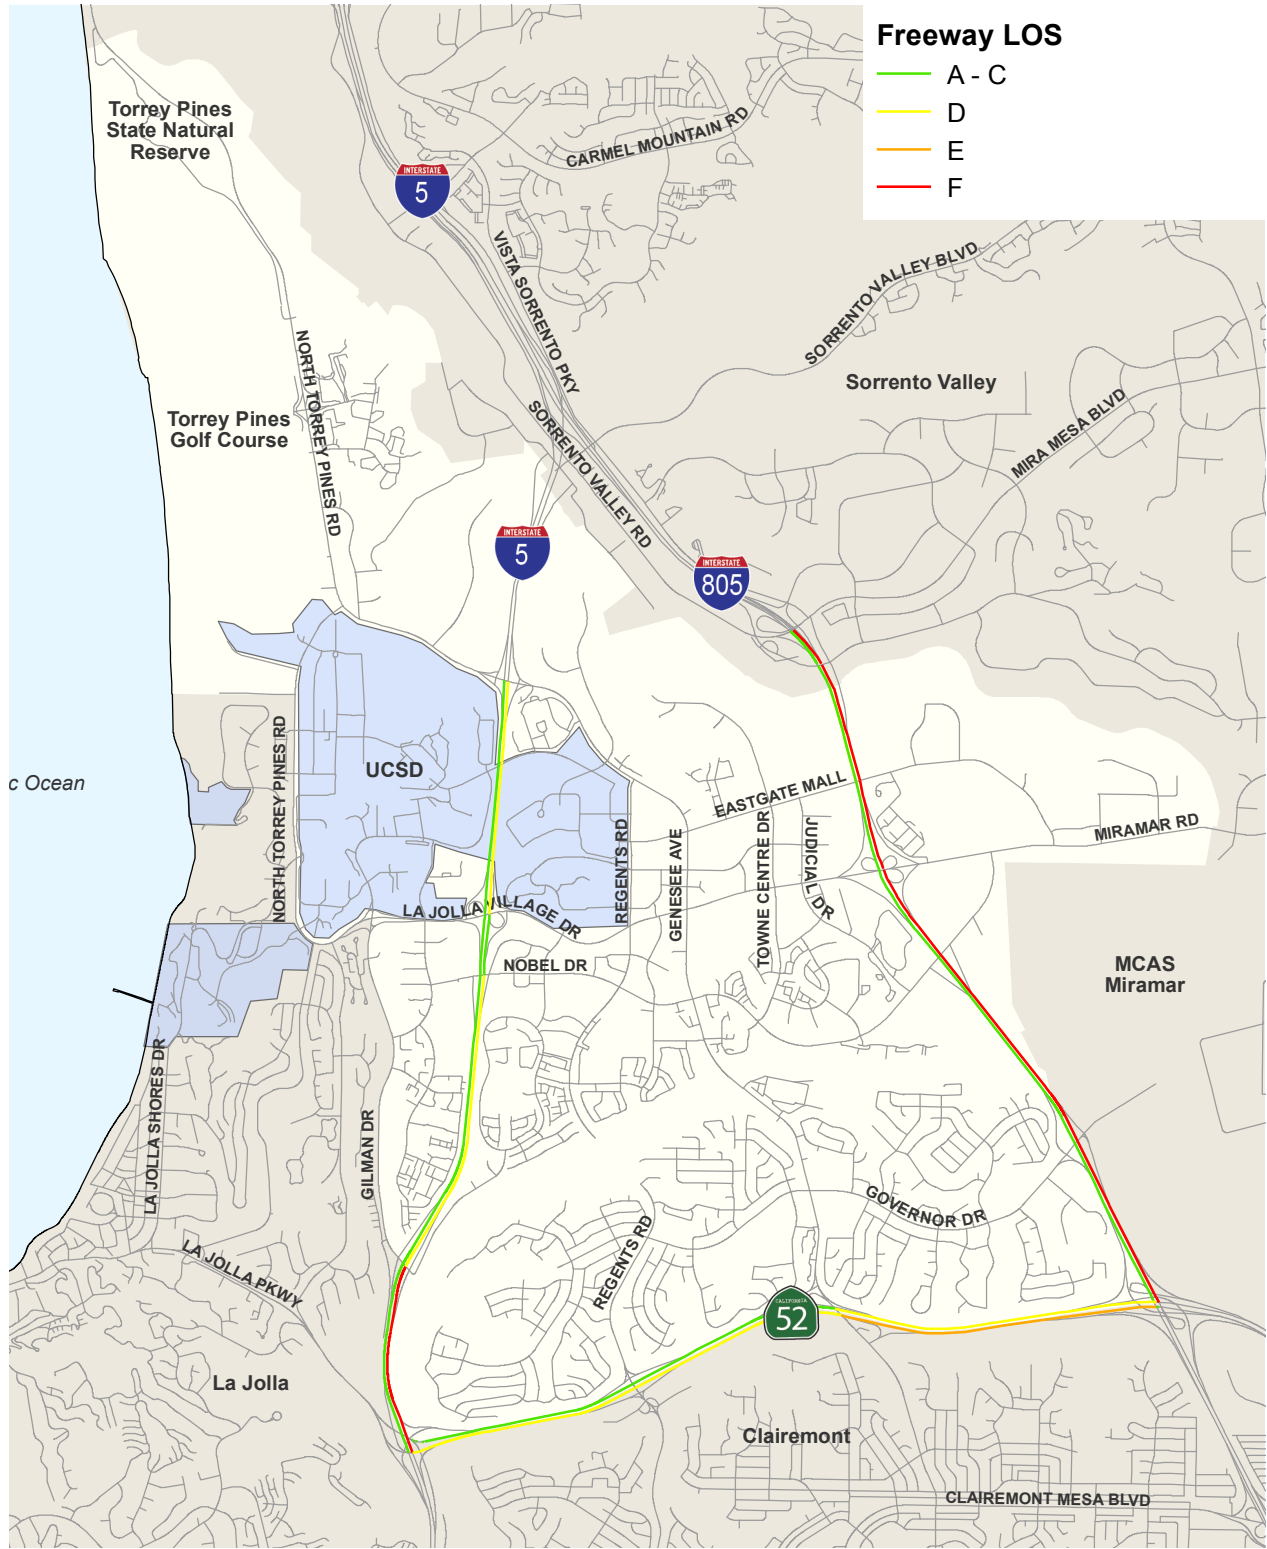 Freeway LOS
A - C
D
E
F
Torrey Pines
State Natural
Reserve
CARMEL MOUNTAIN RD
INTERSTATE
5
VISTA SORRENTO PKY
SORRENTO VALLEY BLVD
NORTH TORREY PINES RD
Sorrento Valley
Torrey Pines
Golf Course
MIRA MESA BLVD
SORRENTO VALLEY RD
INTERSTATE
5
INTERSTATE
805
NORTH TORREY PINES RD
UCSD
c Ocean
EASTGATE MALL
MIRAMAR RD
REGENTS RD
GENESEE AVE
TOWNE CENTRE DR
JUDICIAL DR
LA JOLLA VILLAGE DR
NOBEL DR
MCAS
Miramar
LA JOLLA SHORES DR
GILMAN DR
GOVERNOR DR
REGENTS RD
LA JOLLA PKWY
CALIFORNIA
52
La Jolla
Clairemont
CLAIREMONT MESA BLVD